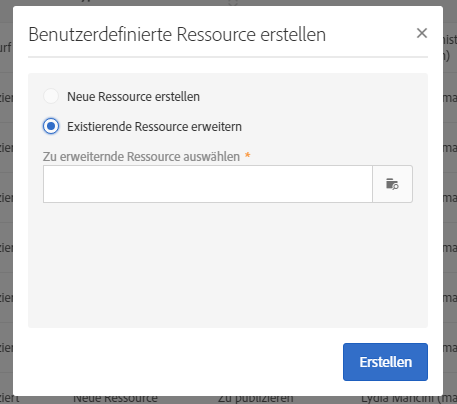 Benutzerdefinierte Ressource erstellen
Neue Ressource erstellen
Existierende Ressource erweitern
Zu erweiternde Ressource auswählen *
Erstellen
Neue Ressource Zu publizieren Lydia Mancini (ma